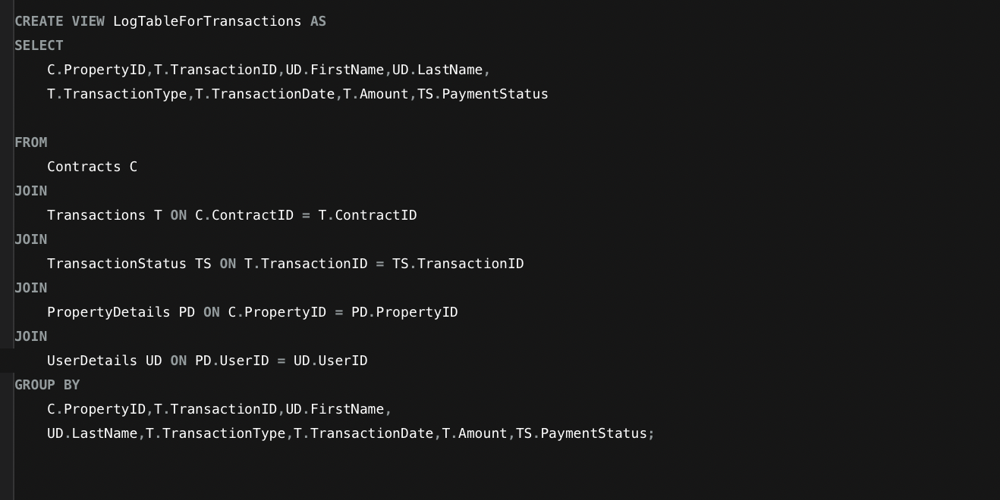 CREATE VIEW LogTableForTransactions AS
SELECT
    C.PropertyID,T.TransactionID,UD.FirstName,UD.LastName,
    T.TransactionType,T.TransactionDate,T.Amount,TS.PaymentStatus
FROM
    Contracts C
JOIN
    Transactions T ON C.ContractID = T.ContractID
JOIN
    TransactionStatus TS ON T.TransactionID = TS.TransactionID
JOIN
    PropertyDetails PD ON C.PropertyID = PD.PropertyID
JOIN
    UserDetails UD ON PD.UserID = UD.UserID
GROUP BY
    C.PropertyID,T.TransactionID,UD.FirstName,
    UD.LastName,T.TransactionType,T.TransactionDate,T.Amount,TS.PaymentStatus;